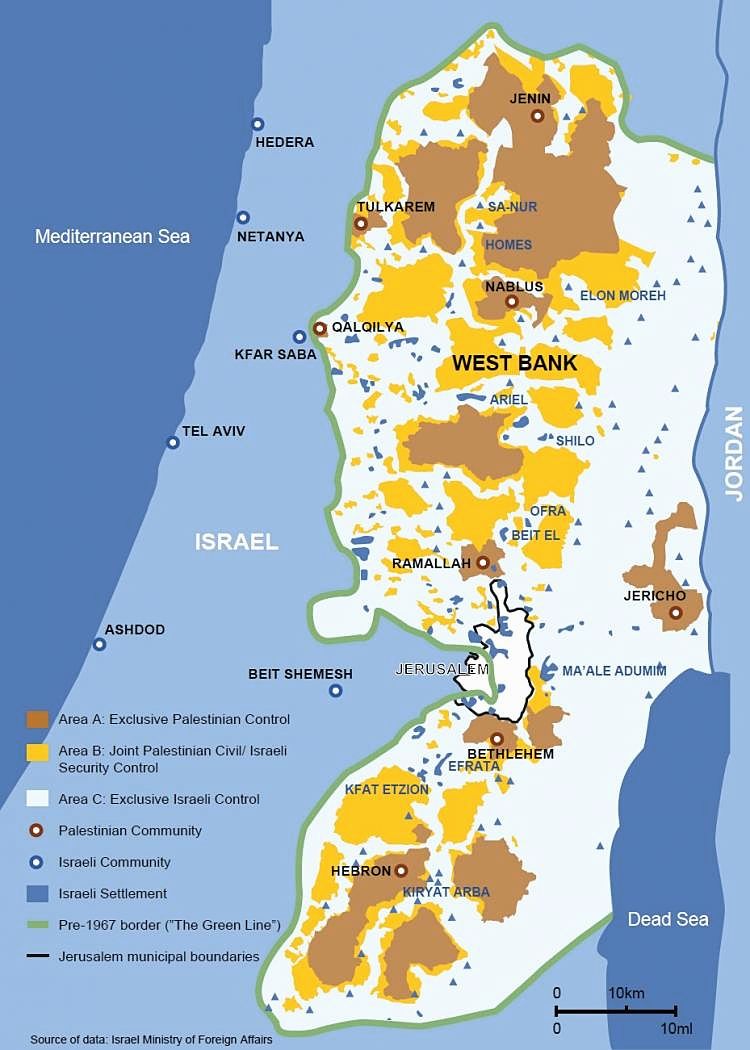 JENIN
HEDERA
TULKAREM
SA-NUR
Mediterranean Sea
NETANYA
HOMES
NABLUS
ELON MOREH
QALQILYA
KFAR SABA
WEST BANK
ARIEL
TEL AVIV
SHILO
JORDAN
OFRA
ISRAEL
BEIT EL
RAMALLAH
JERICHO
ASHDOD
BEIT SHEMESH
JERUSALEM
MA'ALE ADUMIM
Area A: Exclusive Palestinian Control
Area B: Joint Palestinian Civil/ Israeli
Security Control
BETHLEHEM
EFRATA
KFAT ETZION
Area C: Exclusive Israeli Control
Palestinian Community
Israeli Community
HEBRON
KIRYAT ARBA
Israeli Settlement
Dead Sea
Pre-1967 border ("The Green Line")
Jerusalem municipal boundaries
0 10km
0 10ml
Source of data: Israel Ministry of Foreign Affairs